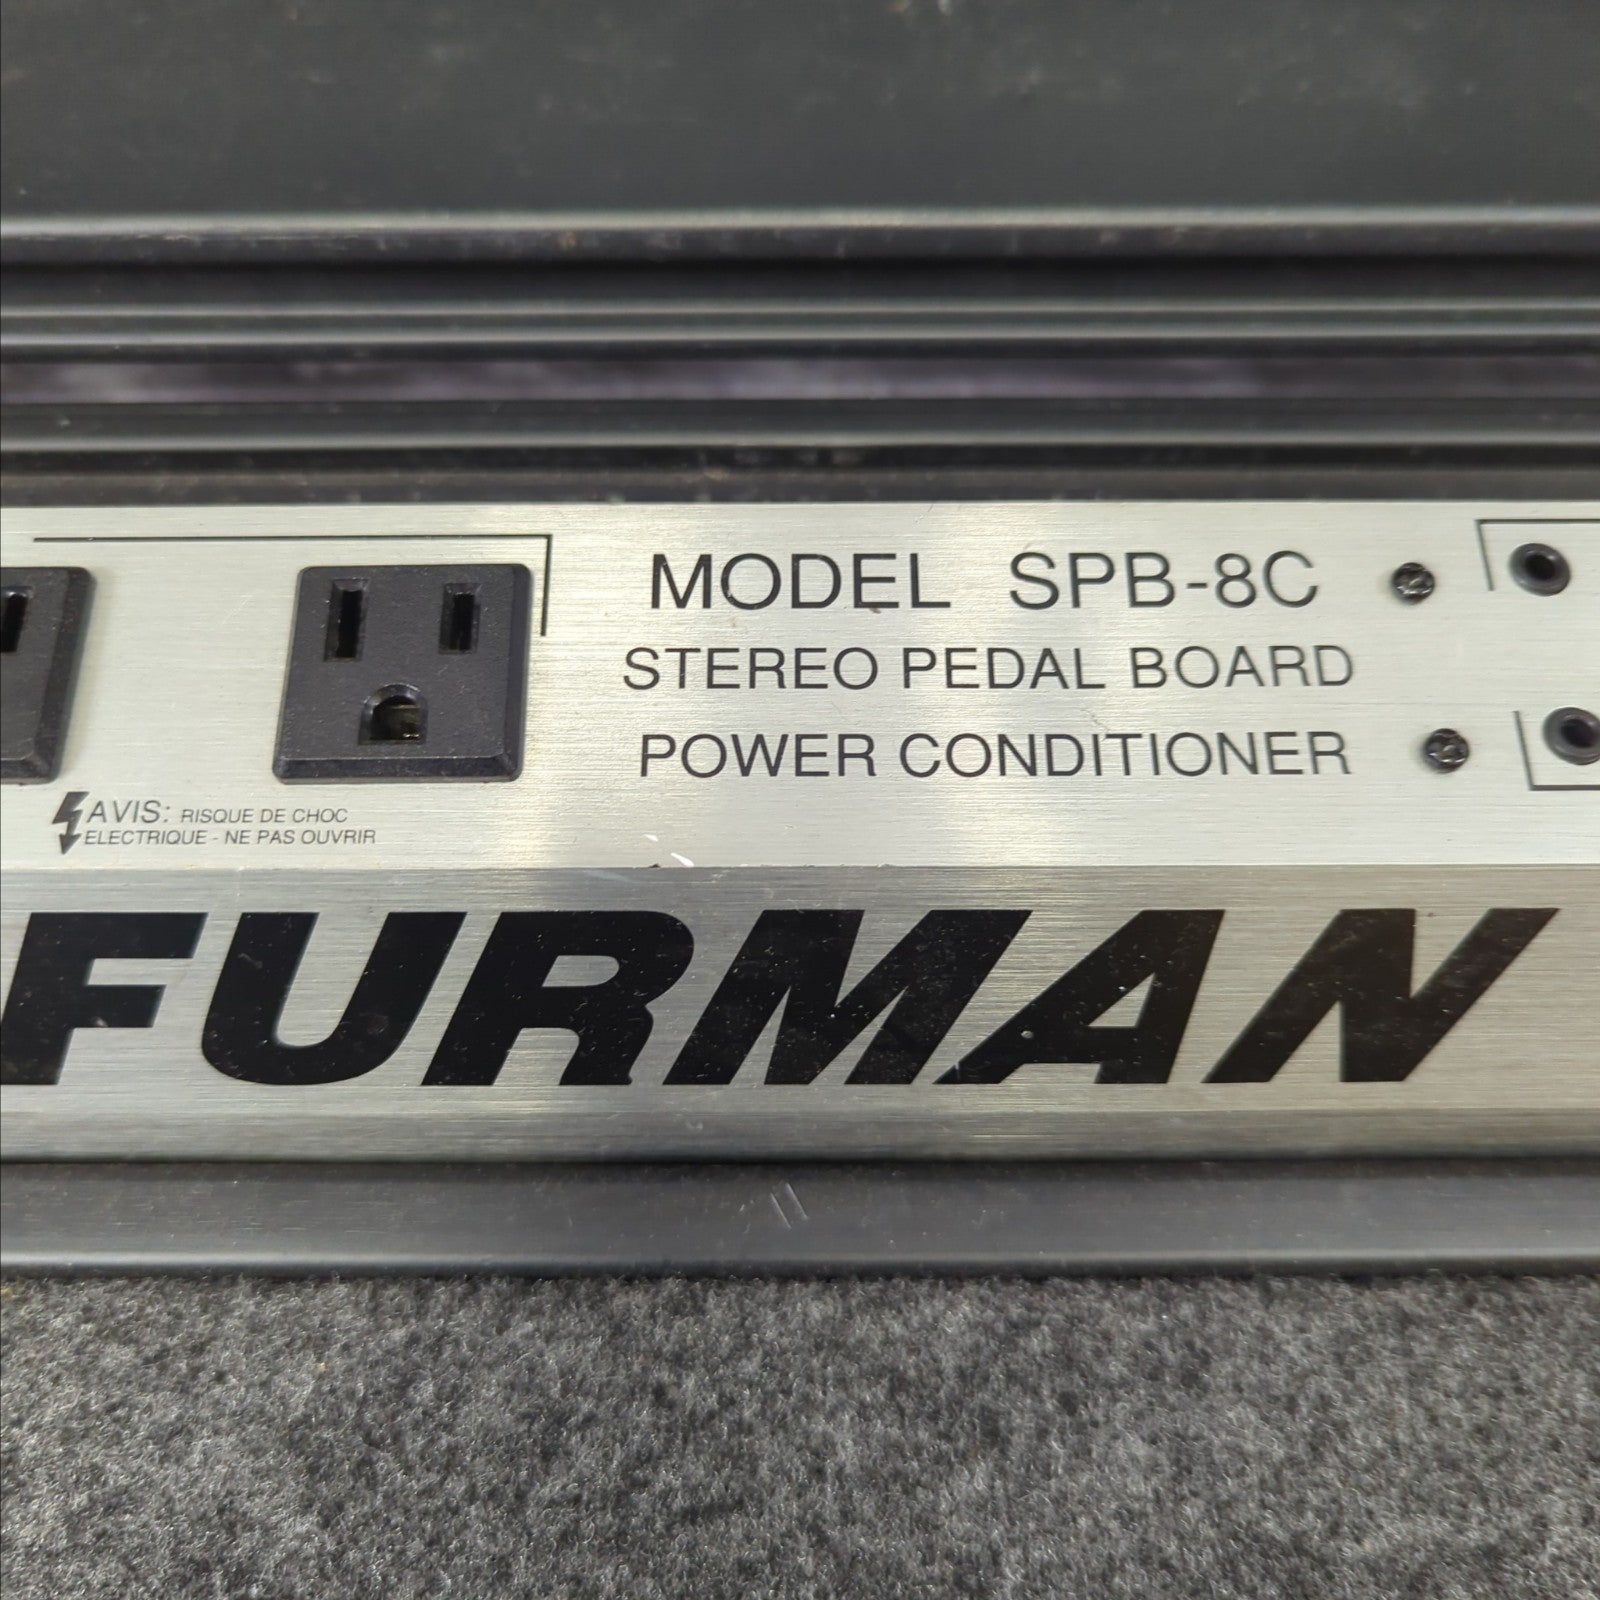 MODEL SPB-8C
STEREO PEDAL BOARD
POWER CONDITIONER
AVIS: RISQUE DE CHOC
ELECTRIQUE - NE PAS OUVRIR
FURMAN